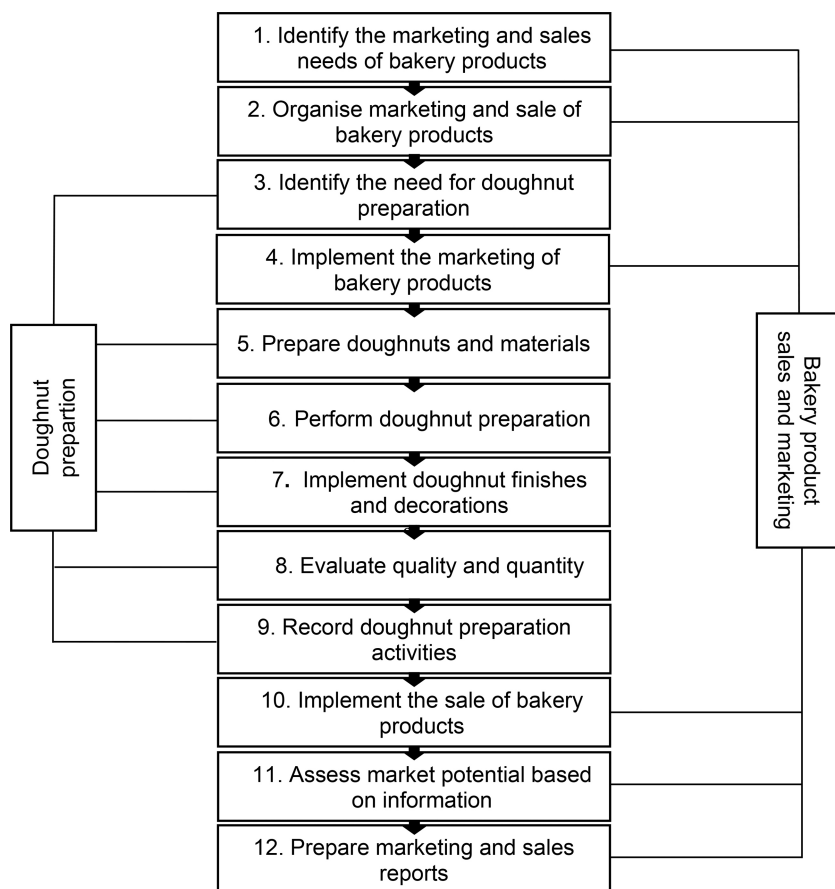 1. Identify the marketing and sales
needs of bakery products
2. Organise marketing and sale of
bakery products
3. Identify the need for doughnut
preparation
4. Implement the marketing of
bakery products
5. Prepare doughnuts and materials
6. Perform doughnut preparation
7. Implement doughnut finishes
and decorations
8. Evaluate quality and quantity
9. Record doughnut preparation
activities
10. Implement the sale of bakery
products
11. Assess market potential based
on information
12. Prepare marketing and sales
reports
Doughnut
prepartion
Bakery product
sales and marketing